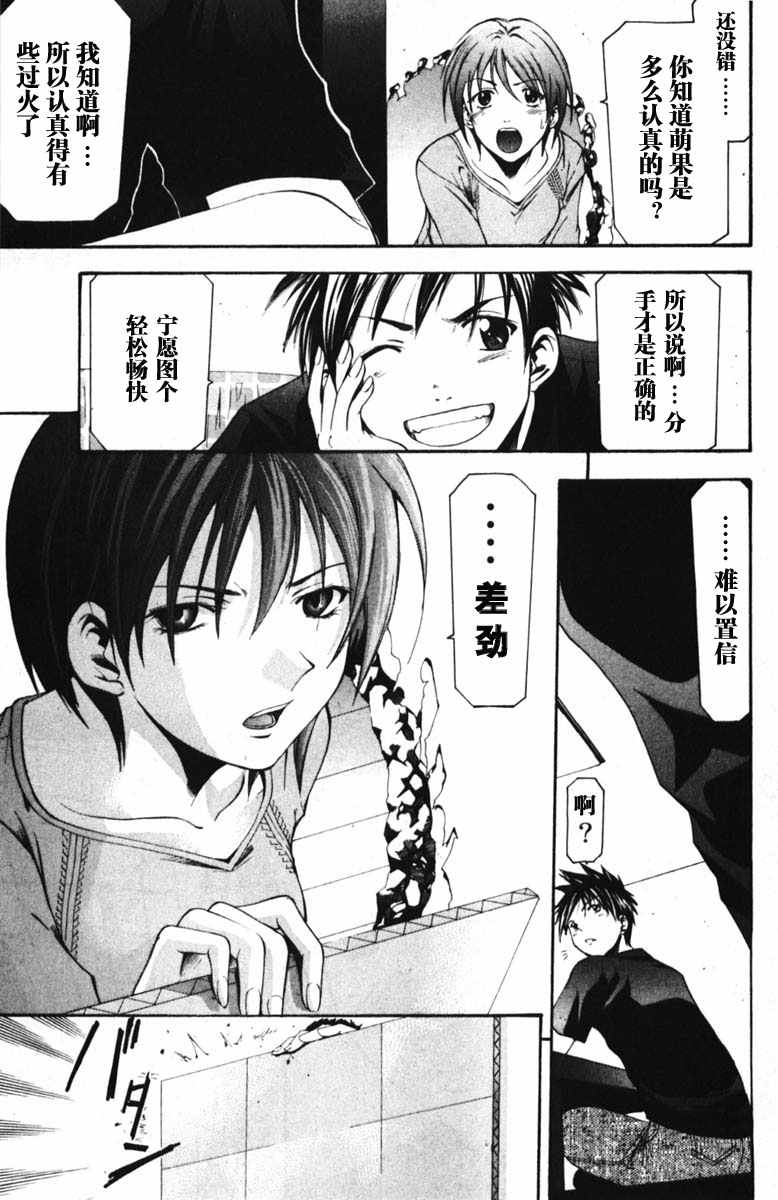 还没错……
你知道萌果是
多么认真的吗？
我知道啊…
所以认真得有
些过火了
所以说啊…分
手才是正确的
宁愿图个
轻松畅快
……难以置信
啊？
‥‥差劲
バタ